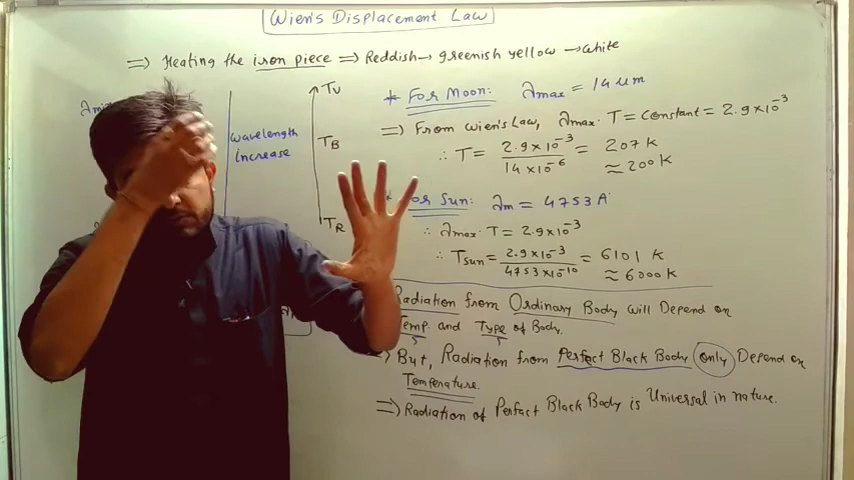 Wien's Displacement Law
=> Heating the iron piece => Reddish → greenish yellow → white
wavelength
increase
TV
TB
TR
* For Moon: λmax = 14 μm
=> From Wien's Law, λmax. T = Constant = 2.9×10⁻³
∴ T = 2.9×10⁻³ / 14×10⁻⁶ = 207 K
≈ 200K
For Sun: λm = 4753 A°
∴ λmax. T = 2.9×10⁻³
∴ Tsun = 2.9×10⁻³ / 4753×10⁻¹⁰ = 6101 K
≈ 6000K
Radiation from Ordinary Body will Depend on
Temp. and Type of Body.
=> But, Radiation from Perfect Black Body only Depend on
Temperature.
=> Radiation of Perfact Black Body is Universal in nature.